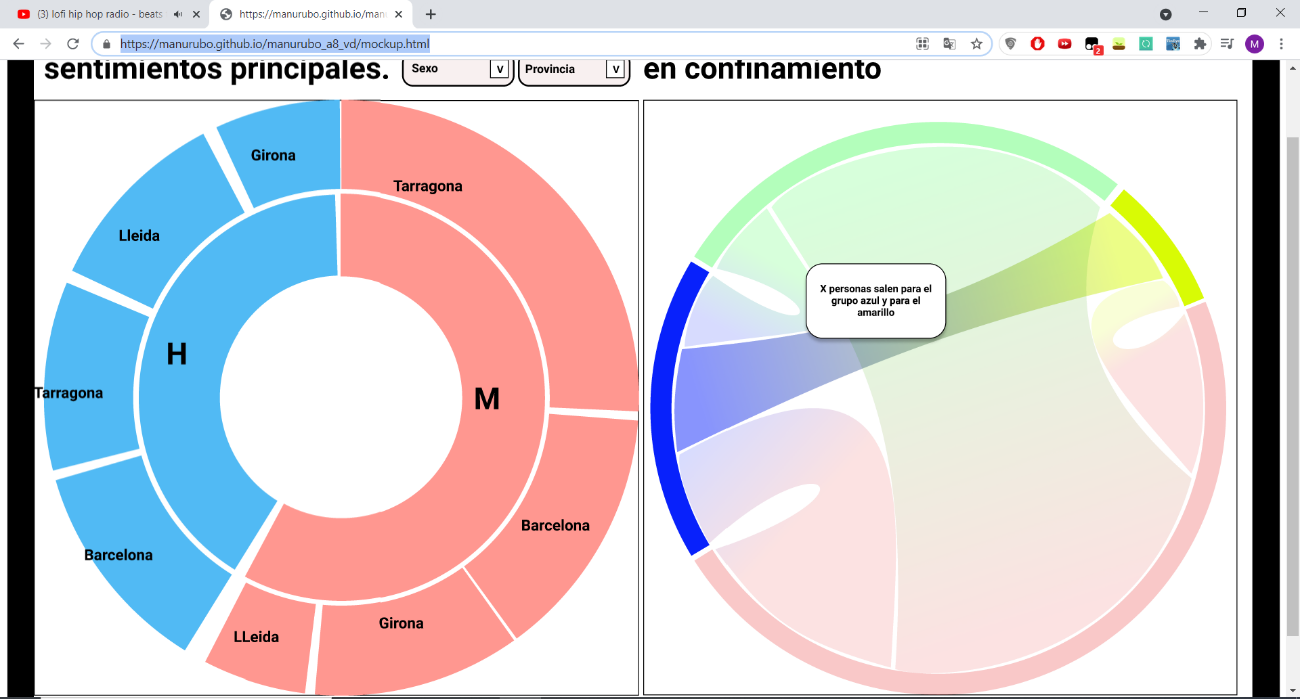 (3) lofi hip hop radio - beats
https://manurubo.github.io/man
https://manurubo.github.io/manurubo_a8_vd/mockup.html
2
M
sentimientos principales.
Sexo
v
Provincia
v
en confinamiento
Girona
Tarragona
Lleida
H
Tarragona
M
Barcelona
Barcelona
Girona
LLeida
X personas salen para el
grupo azul y para el
amarillo